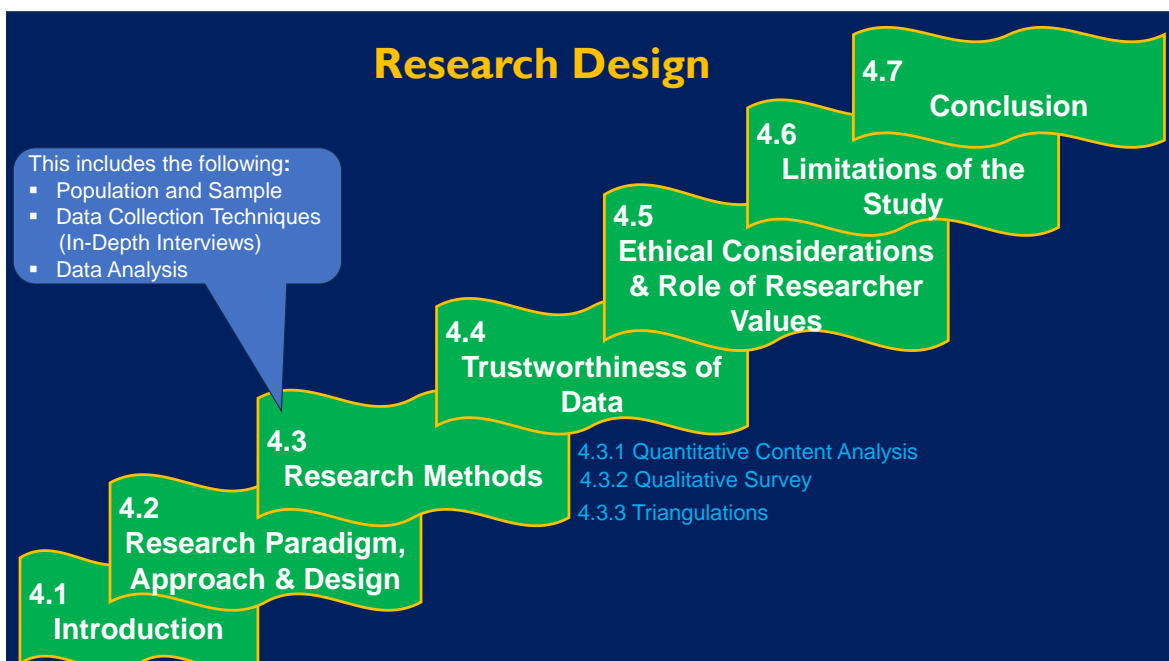 Research Design
4.7
Conclusion
4.6
Limitations of the
Study
This includes the following:
▪ Population and Sample
▪ Data Collection Techniques
(In-Depth Interviews)
▪ Data Analysis
4.5
Ethical Considerations
& Role of Researcher
Values
4.4
Trustworthiness of
Data
4.3
Research Methods
4.3.1 Quantitative Content Analysis
4.3.2 Qualitative Survey
4.3.3 Triangulations
4.2
Research Paradigm,
Approach & Design
4.1
Introduction